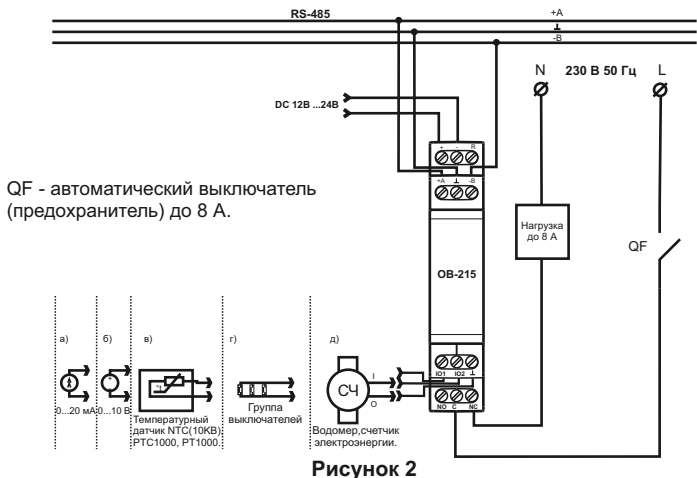 RS-485
+A
⊥
-B
N 230 В 50 Гц L
DC 12В ...24В
+ - R
+A ⊥ -B
QF - автоматический выключатель
(предохранитель) до 8 А.
Нагрузка
до 8 А
QF
ОВ-215
а) б) в) г) д)
I
СЧ
O
IO1 IO2 ⊥
NO C NC
0...20 мА
0...10 В
t°
Температурный
датчик NTC(10KB)
PTC1000, PT1000.
Группа
выключателей
Водомер,счетчик
электроэнергии.
Рисунок 2